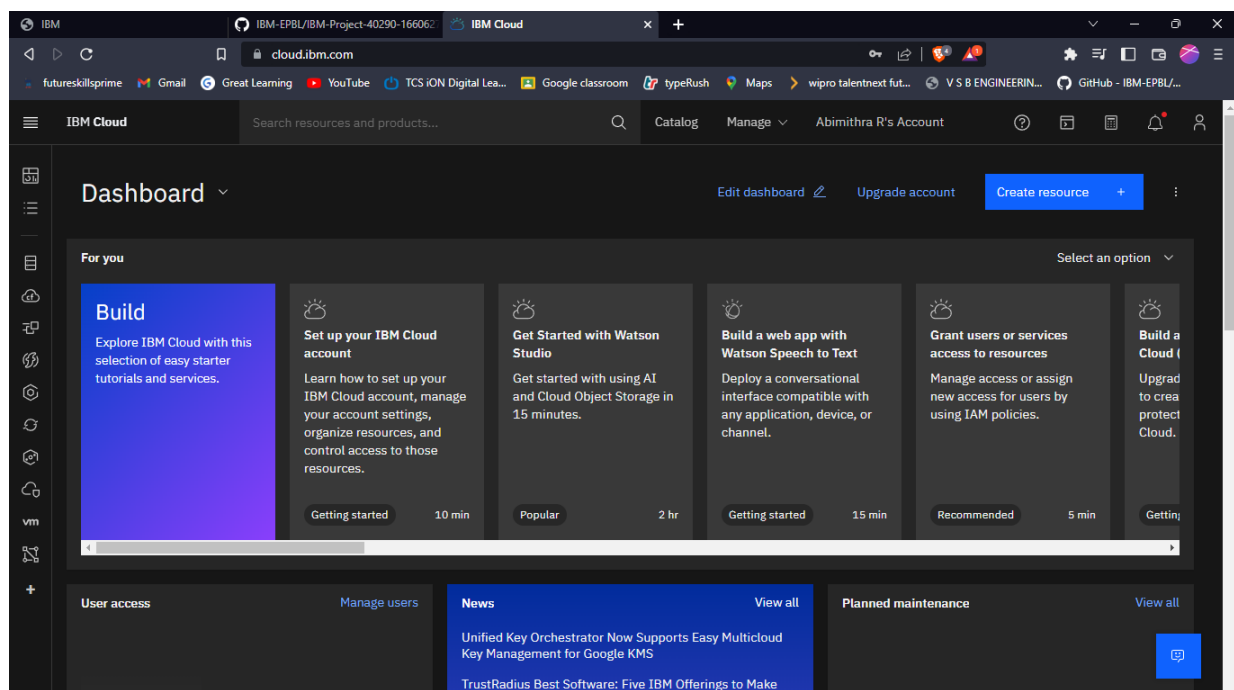 IBM
IBM-EPBL/IBM-Project-40290-166062
IBM Cloud
cloud.ibm.com
futureskillsprime
Gmail
Great Learning
YouTube
TCS iON Digital Lea...
Google classroom
typeRush
Maps
wipro talentnext fut...
V S B ENGINEERIN...
GitHub - IBM-EPBL/...
IBM Cloud
Search resources and products...
Catalog
Manage
Abimithra R's Account
Dashboard
Edit dashboard
Upgrade account
Create resource +
For you
Select an option
Build
Explore IBM Cloud with this
selection of easy starter
tutorials and services.
Set up your IBM Cloud
account
Learn how to set up your
IBM Cloud account, manage
your account settings,
organize resources, and
control access to those
resources.
Getting started
10 min
Get Started with Watson
Studio
Get started with using AI
and Cloud Object Storage in
15 minutes.
Popular
2 hr
Build a web app with
Watson Speech to Text
Deploy a conversational
interface compatible with
any application, device, or
channel.
Getting started
15 min
Grant users or services
access to resources
Manage access or assign
new access for users by
using IAM policies.
Recommended
5 min
Build a
Cloud (
Upgrad
to crea
protect
Cloud.
Getting
vm
User access
Manage users
News
View all
Unified Key Orchestrator Now Supports Easy Multicloud
Key Management for Google KMS
TrustRadius Best Software: Five IBM Offerings to Make
Planned maintenance
View all